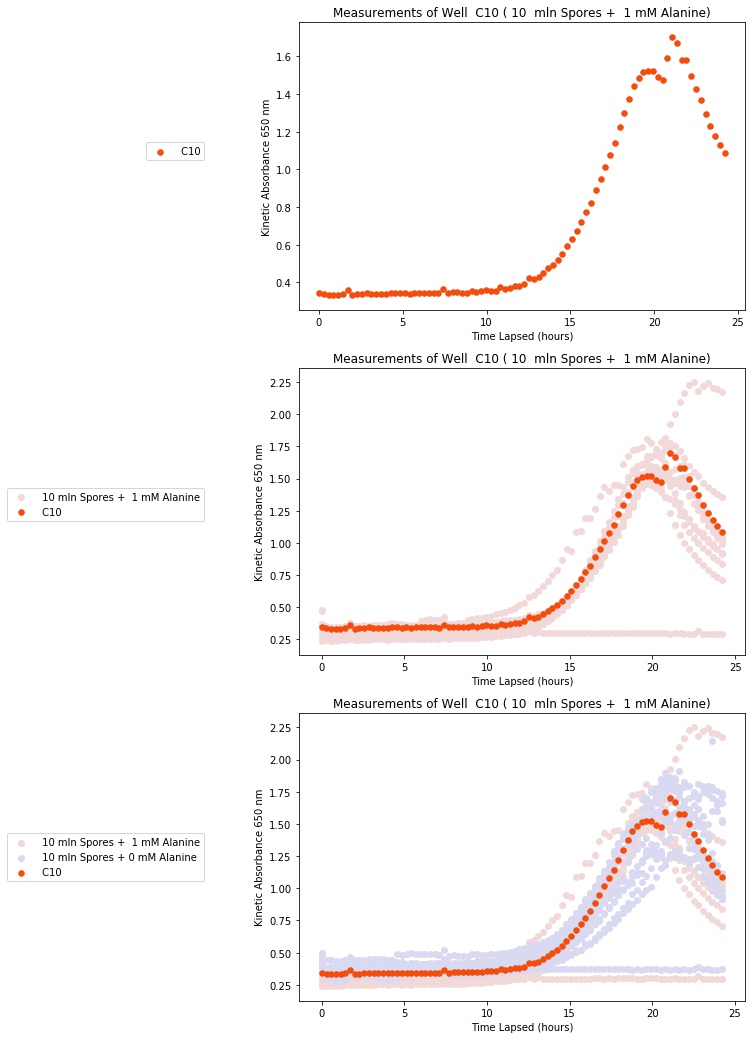 Measurements of Well  C10 ( 10  mln Spores +  1 mM Alanine)
1.6
1.4
1.2
1.0
0.8
0.6
0.4
Kinetic Absorbance 650 nm
C10
0 5 10 15 20 25
Time Lapsed (hours)
Measurements of Well  C10 ( 10  mln Spores +  1 mM Alanine)
2.25
2.00
1.75
1.50
1.25
1.00
0.75
0.50
0.25
Kinetic Absorbance 650 nm
10 mln Spores +  1 mM Alanine
C10
0 5 10 15 20 25
Time Lapsed (hours)
Measurements of Well  C10 ( 10  mln Spores +  1 mM Alanine)
2.25
2.00
1.75
1.50
1.25
1.00
0.75
0.50
0.25
Kinetic Absorbance 650 nm
10 mln Spores +  1 mM Alanine
10 mln Spores + 0 mM Alanine
C10
0 5 10 15 20 25
Time Lapsed (hours)